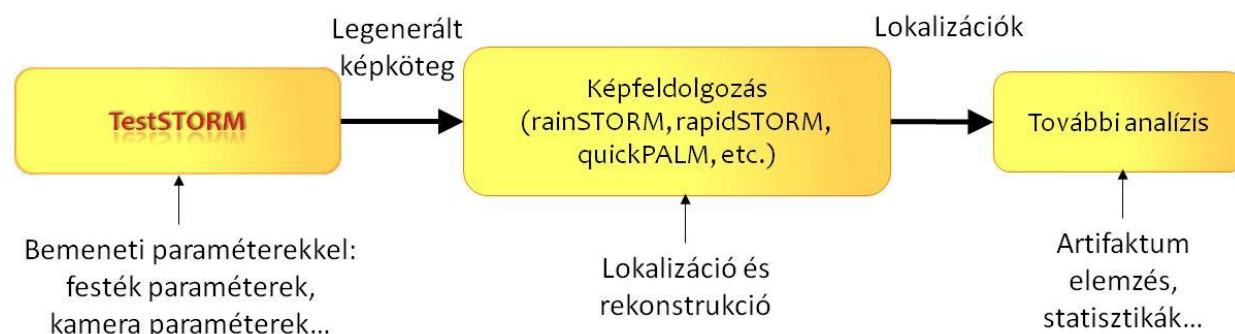 Legenerált
képköteg
Lokalizációk
TestSTORM
Képfeldolgozás
(rainSTORM, rapidSTORM,
quickPALM, etc.)
További analízis
Bemeneti paraméterekkel:
festék paraméterek,
kamera paraméterek...
Lokalizáció és
rekonstrukció
Artifaktum
elemzés,
statisztikák...